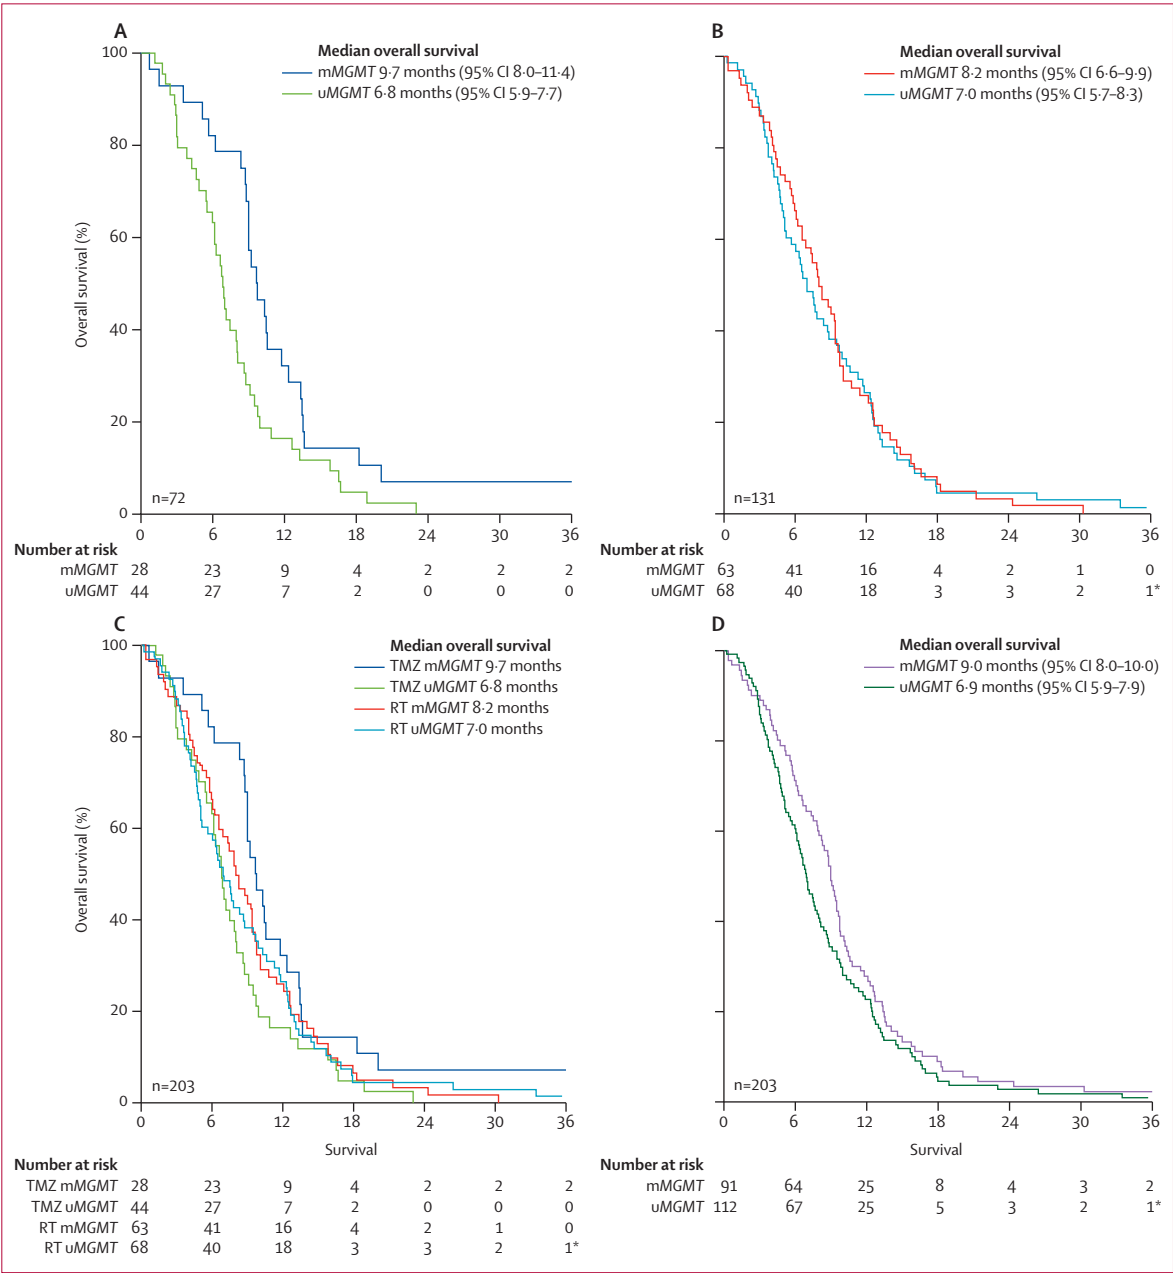 A
Median overall survival
mMGMT 9·7 months (95% CI 8·0–11·4)
uMGMT 6·8 months (95% CI 5·9–7·7)
100
80
60
40
20
0
Overall survival (%)
n=72
0 6 12 18 24 30 36
Number at risk
mMGMT 28 23 9 4 2 2 2
uMGMT 44 27 7 2 0 0 0
B
Median overall survival
mMGMT 8·2 months (95% CI 6·6–9·9)
uMGMT 7·0 months (95% CI 5·7–8·3)
n=131
0 6 12 18 24 30 36
Number at risk
mMGMT 63 41 16 4 2 1 0
uMGMT 68 40 18 3 3 2 1*
C
Median overall survival
TMZ mMGMT 9·7 months
TMZ uMGMT 6·8 months
RT mMGMT 8·2 months
RT uMGMT 7·0 months
100
80
60
40
20
0
Overall survival (%)
n=203
0 6 12 18 24 30 36
Survival
Number at risk
TMZ mMGMT 28 23 9 4 2 2 2
TMZ uMGMT 44 27 7 2 0 0 0
RT mMGMT 63 41 16 4 2 1 0
RT uMGMT 68 40 18 3 3 2 1*
D
Median overall survival
mMGMT 9·0 months (95% CI 8·0–10·0)
uMGMT 6·9 months (95% CI 5·9–7·9)
n=203
0 6 12 18 24 30 36
Survival
Number at risk
mMGMT 91 64 25 8 4 3 2
uMGMT 112 67 25 5 3 2 1*